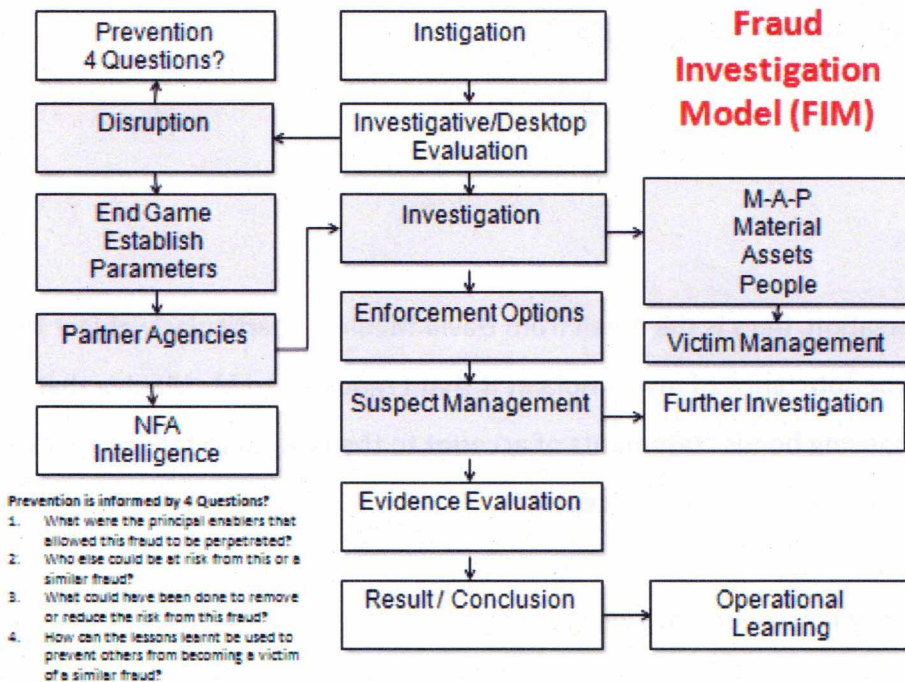 Fraud
Investigation
Model (FIM)
Prevention
4 Questions?
Disruption
End Game
Establish
Parameters
Partner Agencies
NFA
Intelligence
Instigation
Investigative/Desktop
Evaluation
Investigation
Enforcement Options
Suspect Management
Evidence Evaluation
Result / Conclusion
M-A-P
Material
Assets
People
Victim Management
Further Investigation
Operational
Learning
Prevention is informed by 4 Questions?
1. What were the principal enablers that
allowed this fraud to be perpetrated?
2. Who else could be at risk from this or a
similar fraud?
3. What could have been done to remove
or reduce the risk from this fraud?
4. How can the lessons learnt be used to
prevent others from becoming a victim
of a similar fraud?